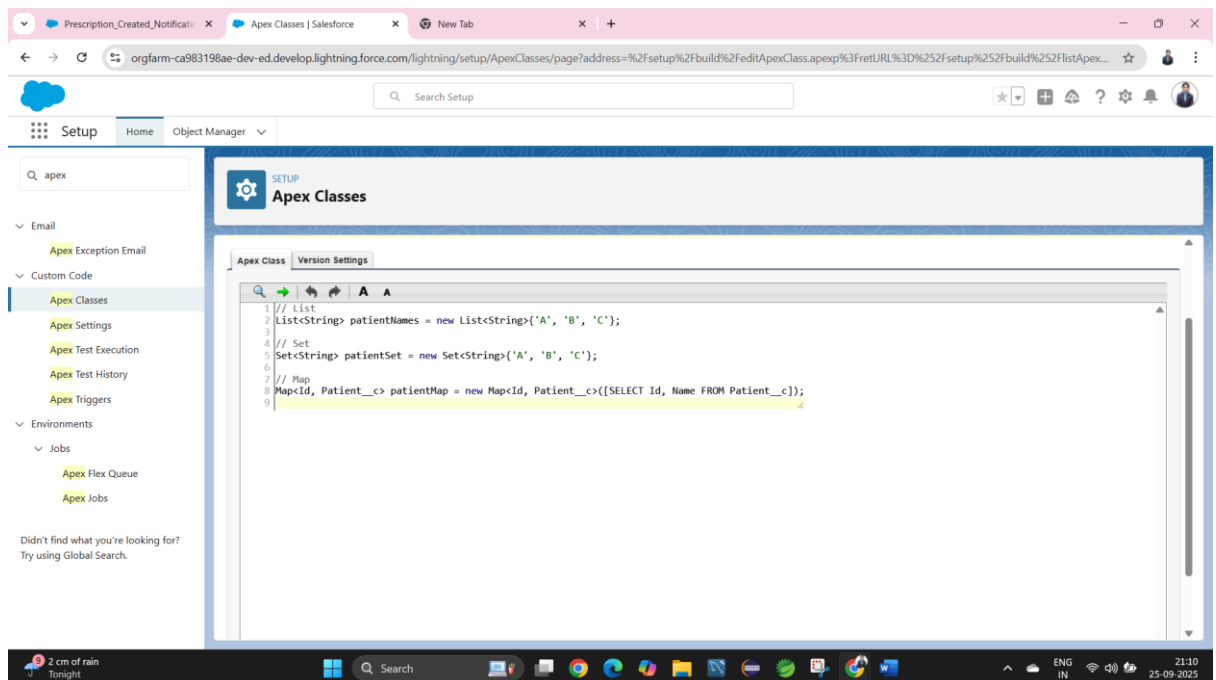 Prescription_Created_Notificatic
Apex Classes | Salesforce
New Tab
orgfarm-ca983198ae-dev-ed.develop.lightning.force.com/lightning/setup/ApexClasses/page?address=%2Fsetup%2Fbuild%2FeditApexClass.apexp%3FretURL%3D%252Fsetup%252Fbuild%252FlistApex...
Search Setup
Setup
Home
Object Manager
apex
Email
Apex Exception Email
Custom Code
Apex Classes
Apex Settings
Apex Test Execution
Apex Test History
Apex Triggers
Environments
Jobs
Apex Flex Queue
Apex Jobs
Didn't find what you're looking for?
Try using Global Search.
SETUP
Apex Classes
Apex Class
Version Settings
A A
1 // List
2 List<String> patientNames = new List<String>{'A', 'B', 'C'};
3
4 // Set
5 Set<String> patientSet = new Set<String>{'A', 'B', 'C'};
6
7 // Map
8 Map<Id, Patient__c> patientMap = new Map<Id, Patient__c>([SELECT Id, Name FROM Patient__c]);
9
9
2 cm of rain
Tonight
Search
ENG
IN
21:10
25-09-2025